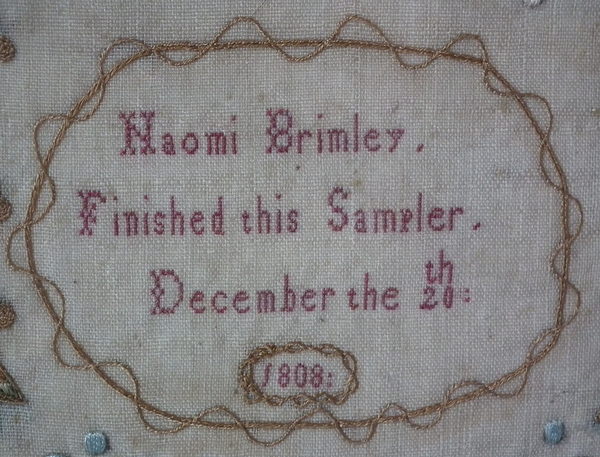 Naomi Brimley.
Finished this Sampler.
December the 20th:
1808: